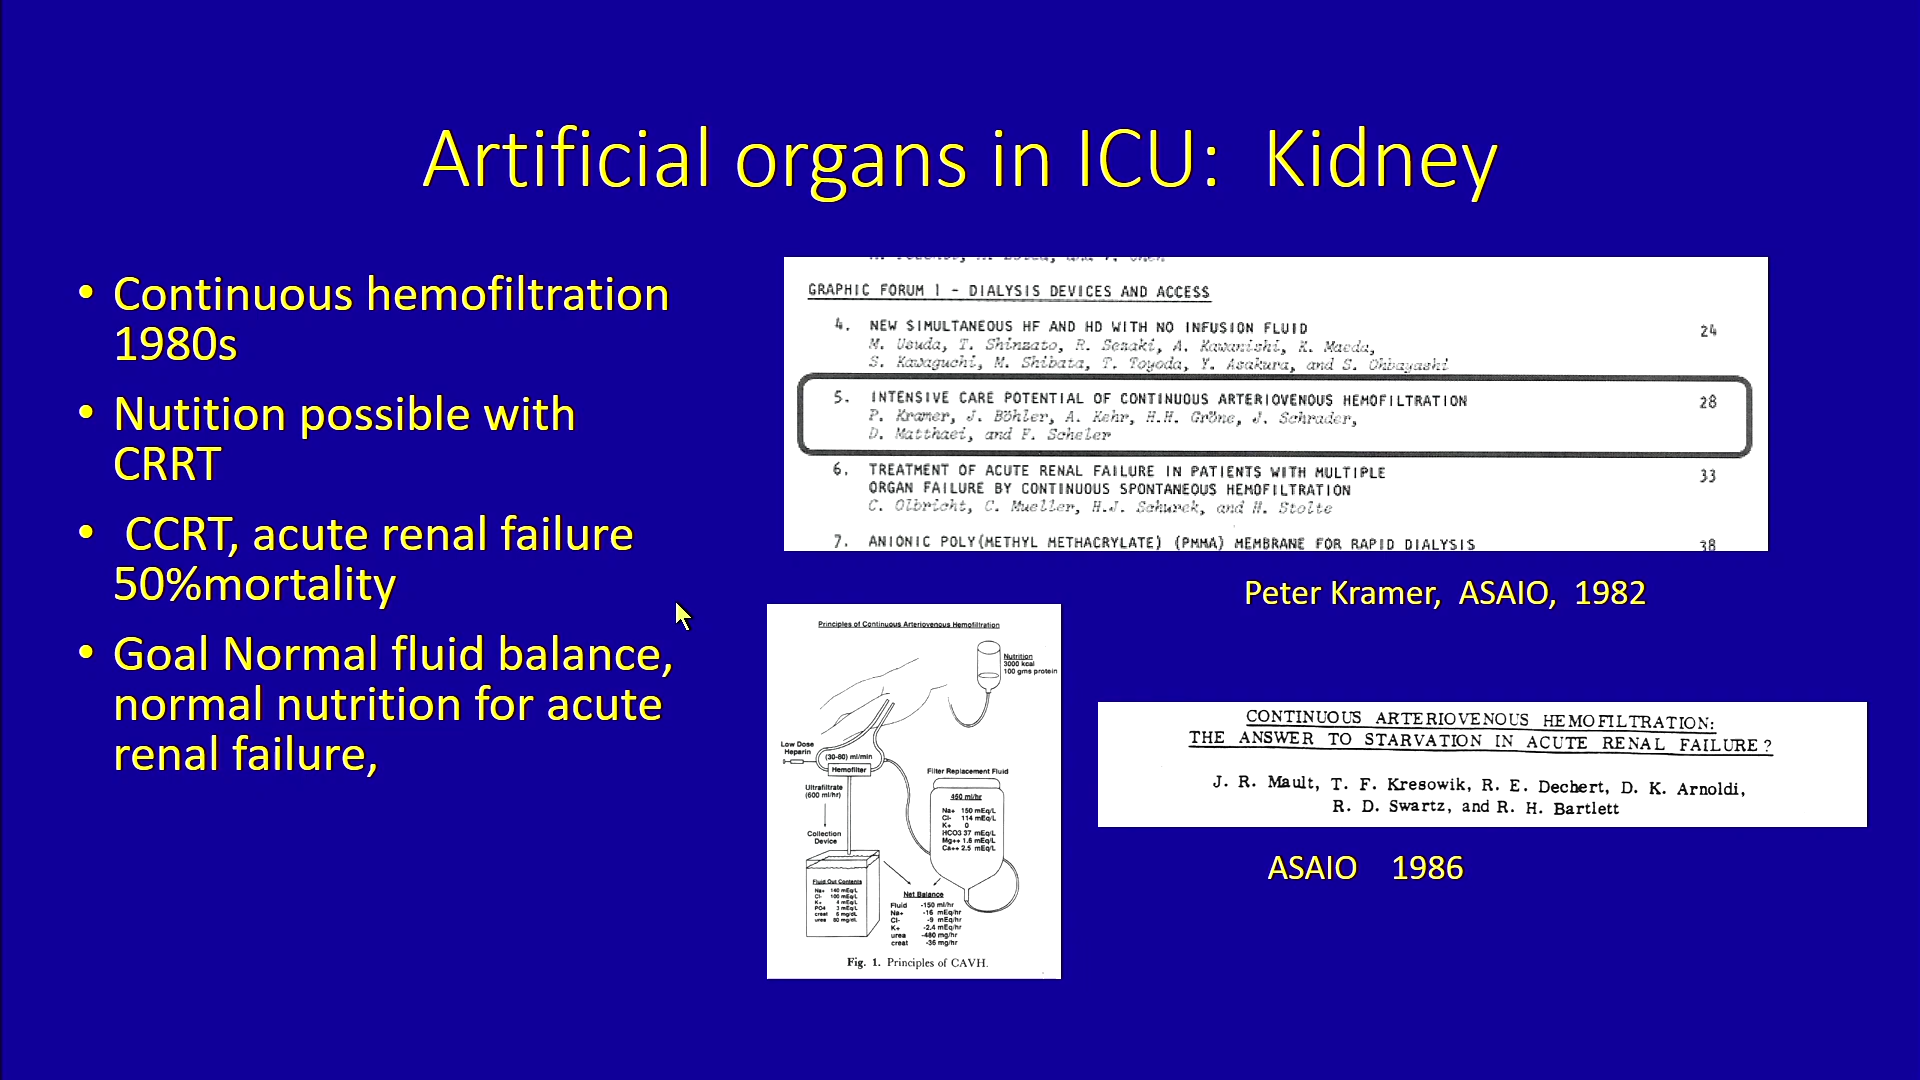 Artificial organs in ICU: Kidney
• Continuous hemofiltration
1980s
• Nutition possible with
CRRT
• CCRT, acute renal failure
50%mortality
• Goal Normal fluid balance,
normal nutrition for acute
renal failure,
GRAPHIC FORUM I - DIALYSIS DEVICES AND ACCESS
4. NEW SIMULTANEOUS HF AND HD WITH NO INFUSION FLUID 24
M. Usuda, T. Shinzato, R. Sezaki, A. Kawanishi, K. Maeda,
S. Kawaguchi, M. Shibata, T. Toyoda, Y. Asakura, and S. Ohbayashi
5. INTENSIVE CARE POTENTIAL OF CONTINUOUS ARTERIOVENOUS HEMOFILTRATION 28
P. Kramer, J. Böhler, A. Kehr, H.H. Gröne, J. Schrader,
D. Matthaei, and F. Scheler
6. TREATMENT OF ACUTE RENAL FAILURE IN PATIENTS WITH MULTIPLE 33
ORGAN FAILURE BY CONTINUOUS SPONTANEOUS HEMOFILTRATION
C. Olbricht, C. Mueller, H.J. Schurek, and H. Stolte
7. ANIONIC POLY(METHYL METHACRYLATE) (PMMA) MEMBRANE FOR RAPID DIALYSIS 38
Peter Kramer, ASAIO, 1982
Principles of Continuous Arteriovenous Hemofiltration
Nutrition
3000 kcal
100 gms protein
Low Dose
Heparin
(30-80) ml/min
Hemofilter
Ultrafiltrate
(600 ml/hr)
Collection
Device
Filter Replacement Fluid
450 ml/hr
Na+ 150 mEq/L
Cl- 114 mEq/L
K+ 0
HCO3 37 mEq/L
Mg++ 1.6 mEq/L
Ca++ 2.5 mEq/L
Fluid Out Contents
Na+ 140 mEq/L
Cl- 100 mEq/L
K+ 4 mEq/L
PO4 3 mEq/L
creat 6 mg/dL
urea 80 mg/dL
Net Balance
Fluid -150 ml/hr
Na+ -16 mEq/hr
Cl- -9 mEq/hr
K+ -2.4 mEq/hr
urea -480 mg/hr
creat -36 mg/hr
Fig. 1. Principles of CAVH.
CONTINUOUS ARTERIOVENOUS HEMOFILTRATION:
THE ANSWER TO STARVATION IN ACUTE RENAL FAILURE?
J. R. Mault, T. F. Kresowik, R. E. Dechert, D. K. Arnoldi,
R. D. Swartz, and R. H. Bartlett
ASAIO 1986